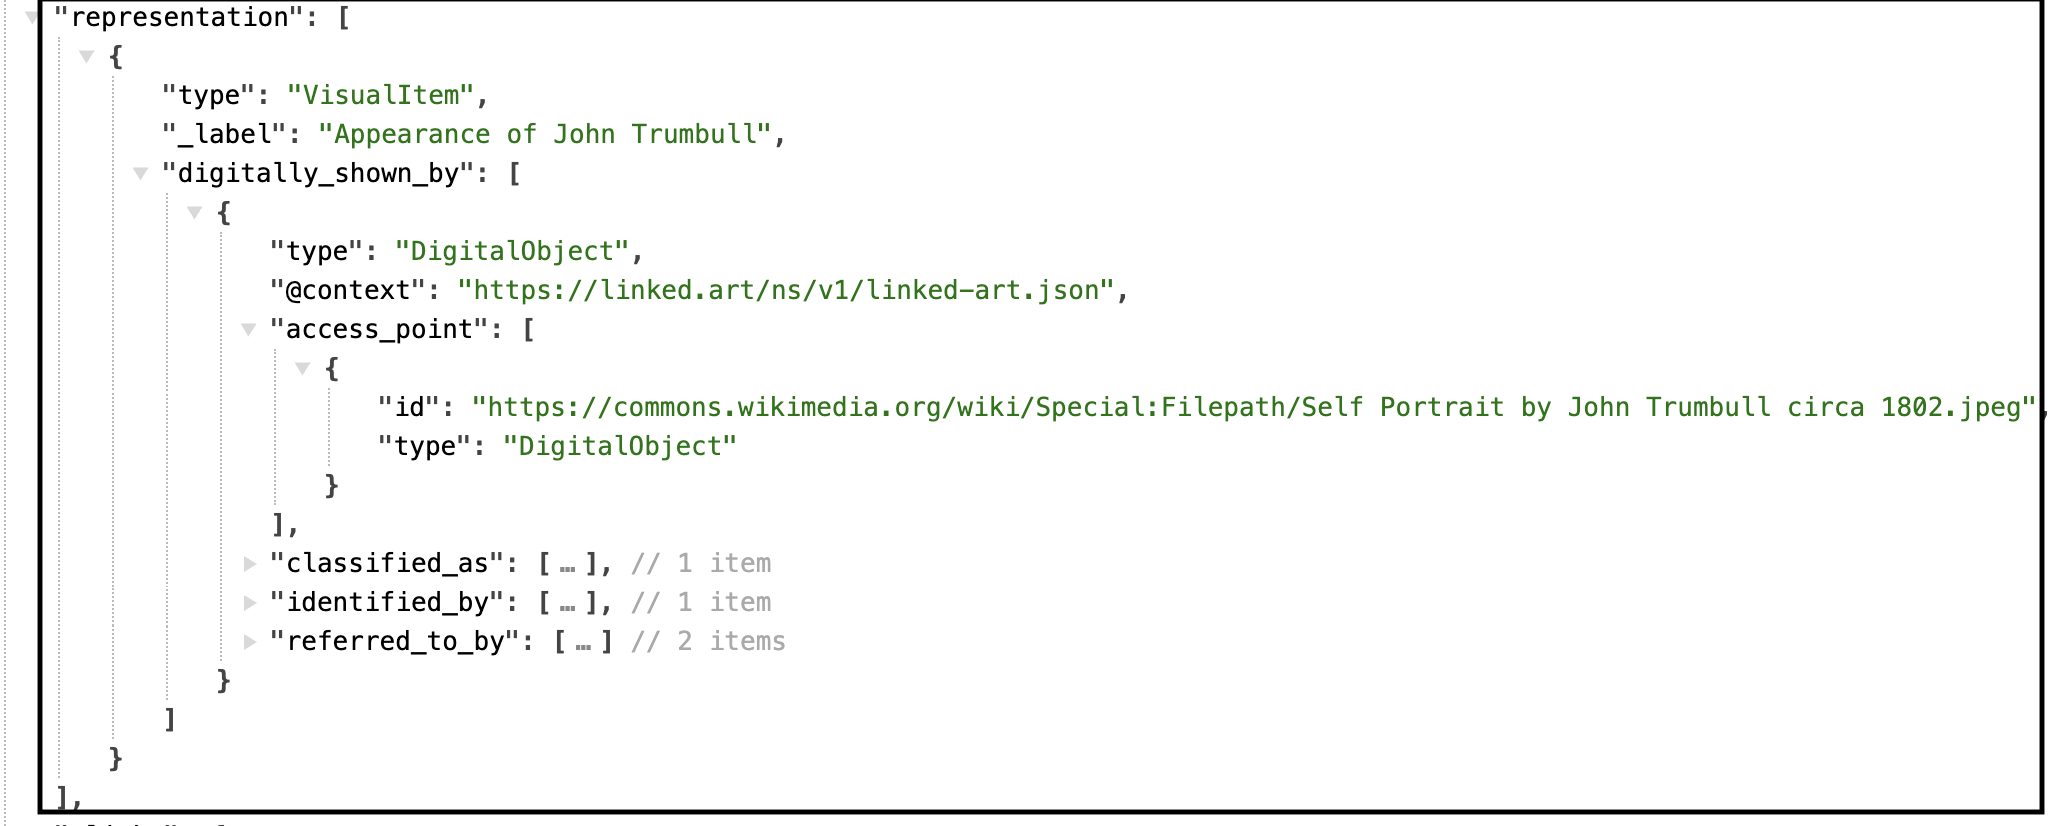 "representation": [
{
"type": "VisualItem",
"_label": "Appearance of John Trumbull",
"digitally_shown_by": [
{
"type": "DigitalObject",
"@context": "https://linked.art/ns/v1/linked-art.json",
"access_point": [
{
"id": "https://commons.wikimedia.org/wiki/Special:Filepath/Self Portrait by John Trumbull circa 1802.jpeg",
"type": "DigitalObject"
}
],
"classified_as": [ … ], // 1 item
"identified_by": [ … ], // 1 item
"referred_to_by": [ … ] // 2 items
}
]
}
],